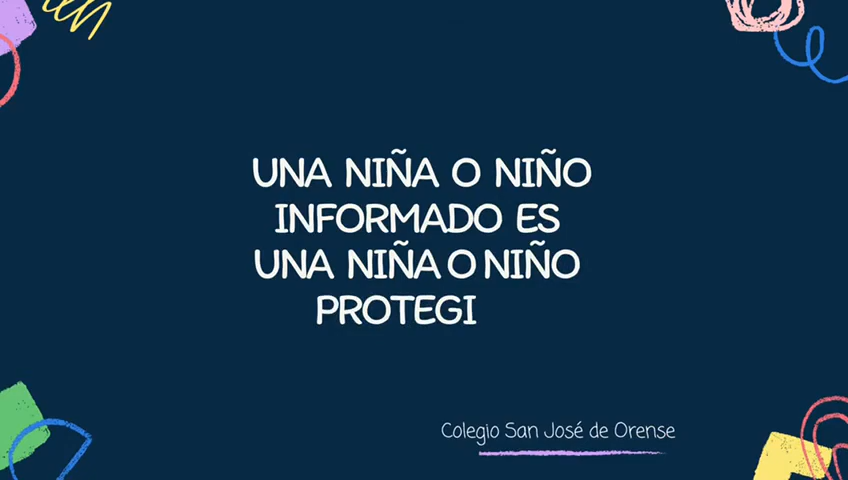 UNA NIÑA O NIÑO
INFORMADO ES
UNA NIÑA O NIÑO
PROTEGI
Colegio San José de Orense